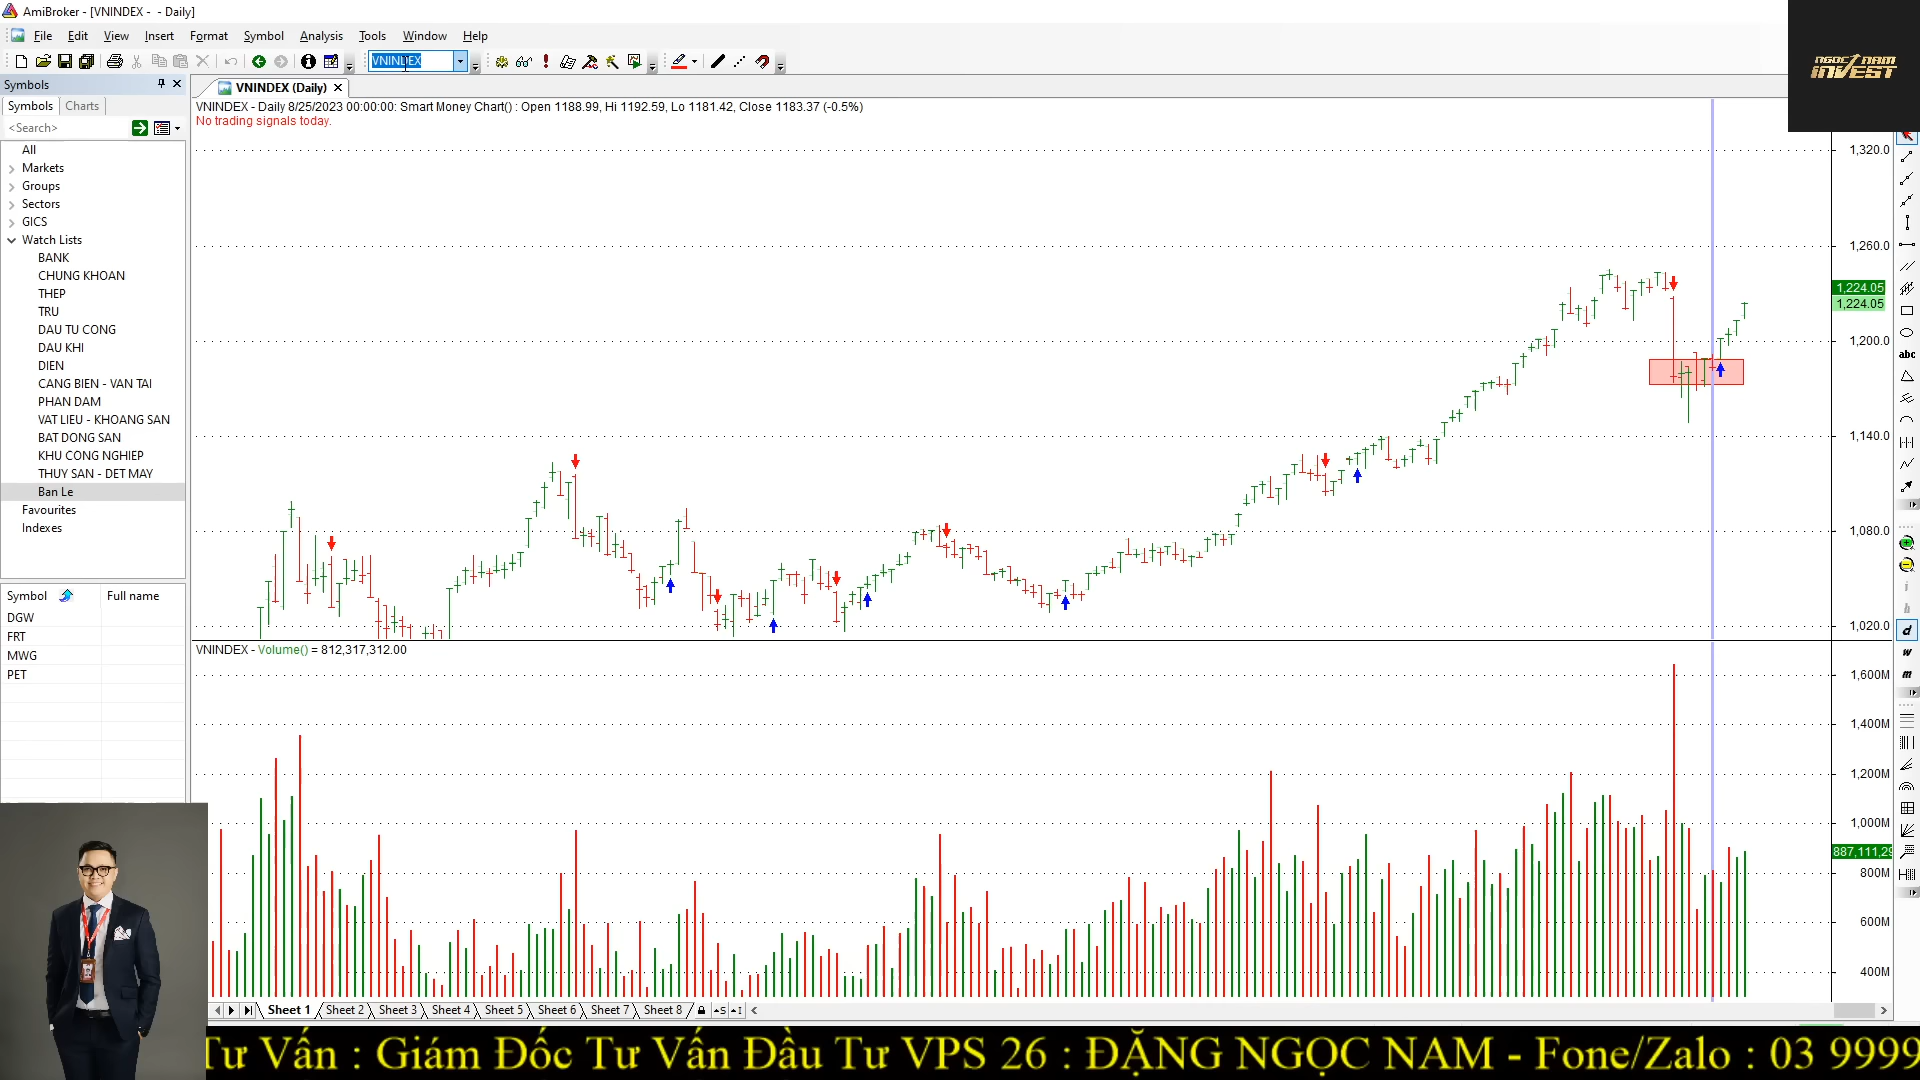 AmiBroker - [VNINDEX - - Daily]
File Edit View Insert Format Symbol Analysis Tools Window Help
VNINDEX
NGỌC NAM
INVEST
Symbols
Symbols Charts
<Search>
All
Markets
Groups
Sectors
GICS
Watch Lists
BANK
CHUNG KHOAN
THEP
TRU
DAU TU CONG
DAU KHI
DIEN
CANG BIEN - VAN TAI
PHAN DAM
VAT LIEU - KHOANG SAN
BAT DONG SAN
KHU CONG NGHIEP
THUY SAN - DET MAY
Ban Le
Favourites
Indexes
Symbol Full name
DGW
FRT
MWG
PET
VNINDEX (Daily)
VNINDEX - Daily 8/25/2023 00:00:00: Smart Money Chart() : Open 1188.99, Hi 1192.59, Lo 1181.42, Close 1183.37 (-0.5%)
No trading signals today.
1,320.0
1,260.0
1,224.05
1,224.05
1,200.0
1,140.0
1,080.0
1,020.0
VNINDEX - Volume() = 812,317,312.00
1,600M
1,400M
1,200M
1,000M
887,111,29
800M
600M
400M
abc
i
h
d
w
m
Sheet 1 Sheet 2 Sheet 3 Sheet 4 Sheet 5 Sheet 6 Sheet 7 Sheet 8
Tư Vấn : Giám Đốc Tư Vấn Đầu Tư VPS 26 : ĐẶNG NGỌC NAM - Fone/Zalo : 03 9999